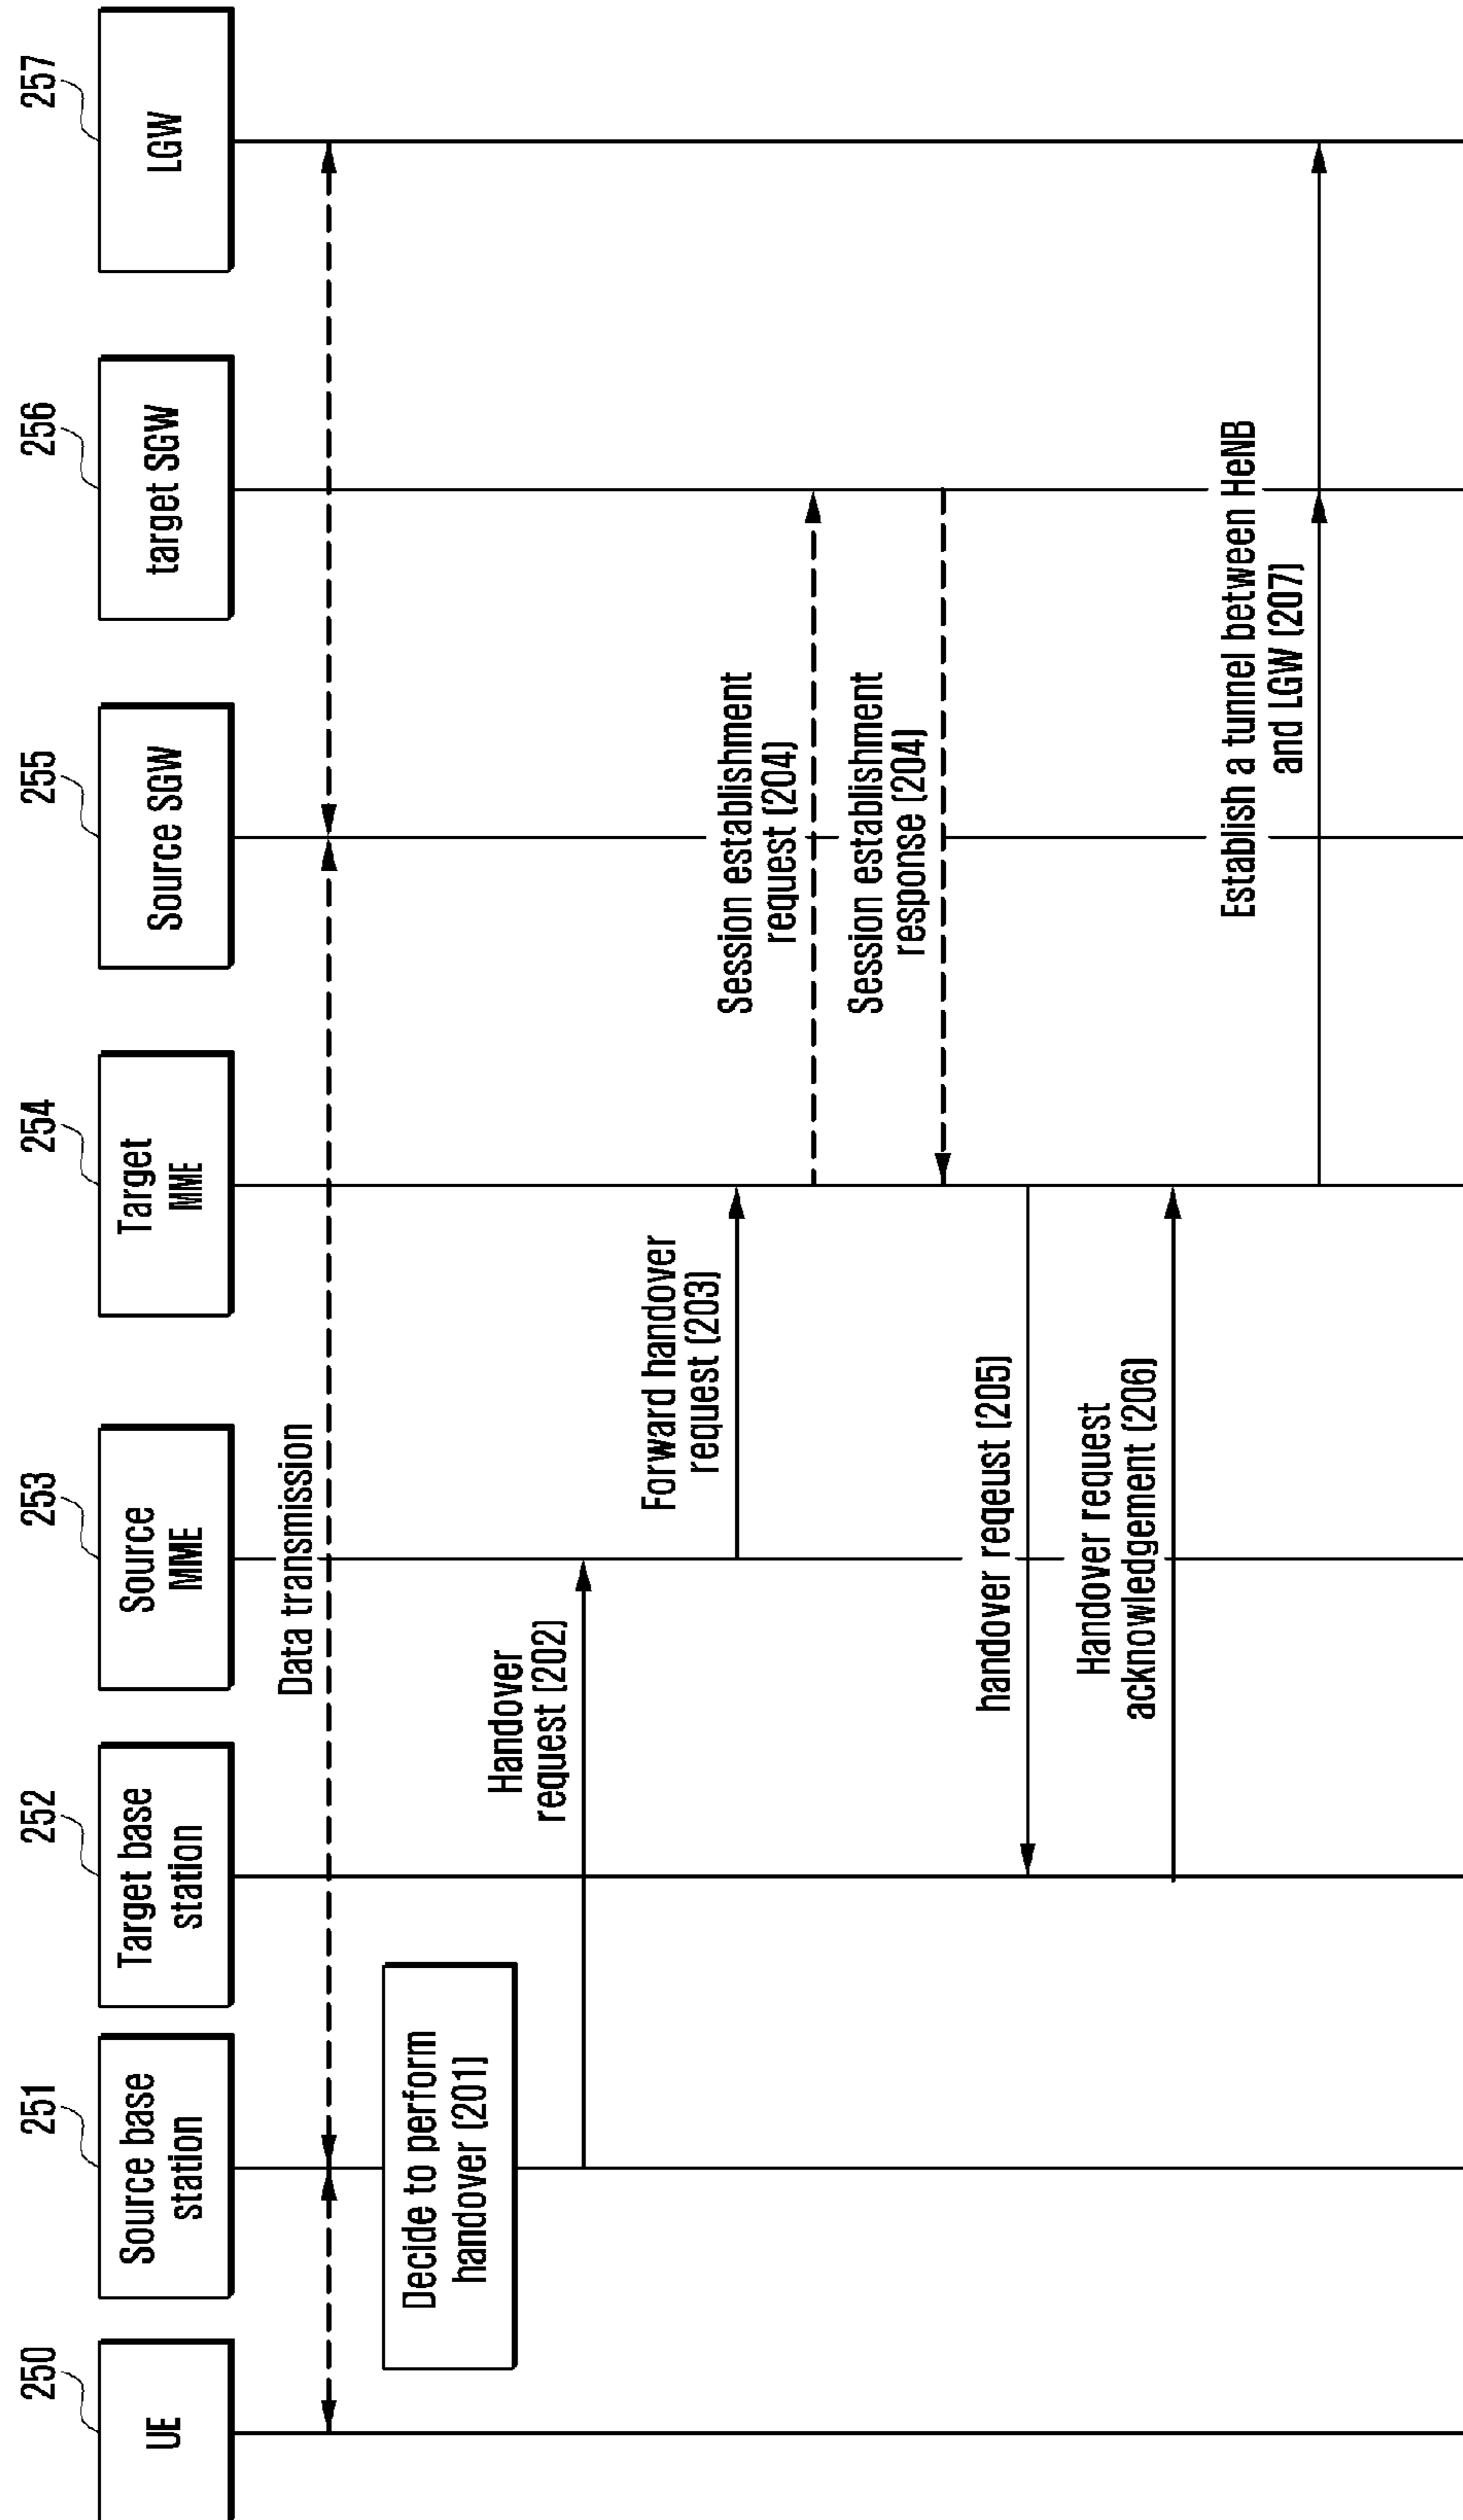 250
251
252
253
254
255
256
257
UE
Source base
station
Target base
station
Source
MME
Target
MME
Source SGW
target SGW
LGW
Data transmission
Decide to perform
handover (201)
Handover
request (202)
Forward handover
request (203)
Session establishment
request (204)
Session establishment
response (204)
handover reqeust (205)
Handover request
acknowledgement (206)
Establish a tunnel between HeNB
and LGW (207)